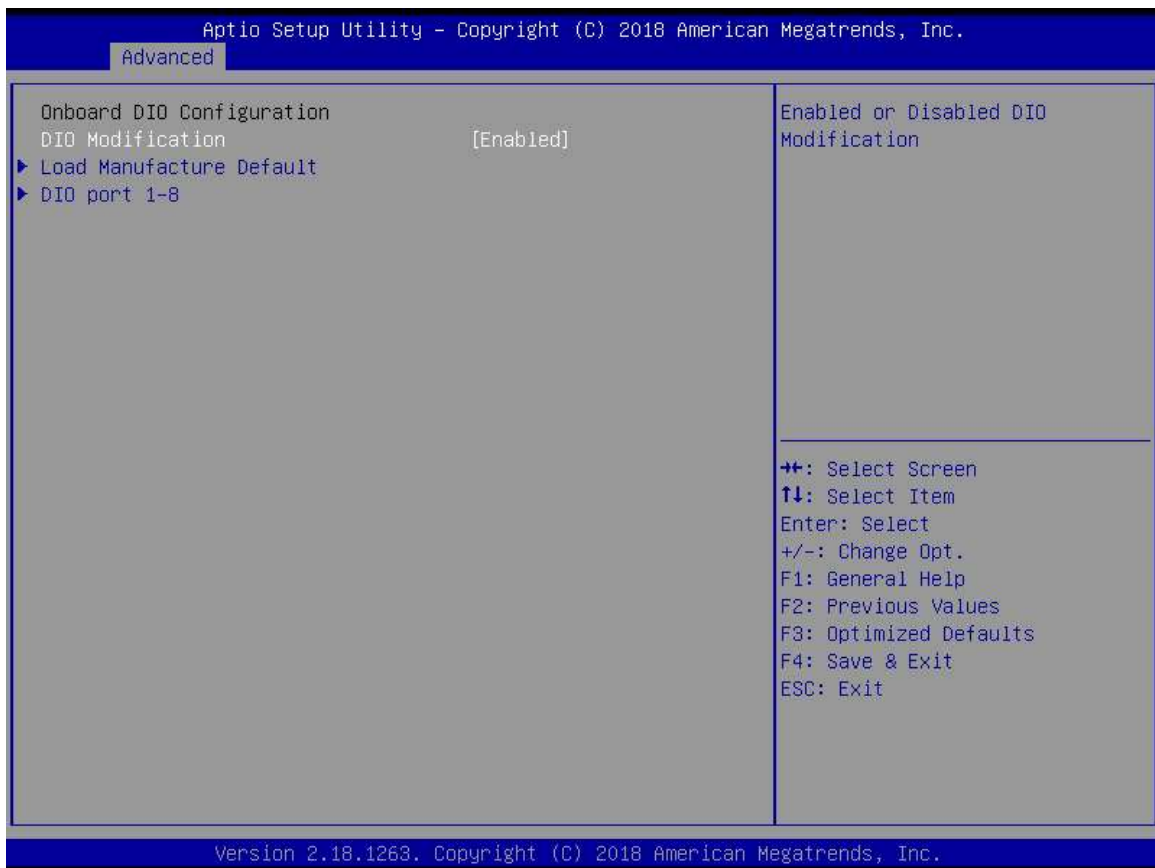 Aptio Setup Utility – Copyright (C) 2018 American Megatrends, Inc.
Advanced
Onboard DIO Configuration
DIO Modification [Enabled]
▶ Load Manufacture Default
▶ DIO port 1-8
Enabled or Disabled DIO
Modification
→←: Select Screen
↑↓: Select Item
Enter: Select
+/-: Change Opt.
F1: General Help
F2: Previous Values
F3: Optimized Defaults
F4: Save & Exit
ESC: Exit
Version 2.18.1263. Copyright (C) 2018 American Megatrends, Inc.